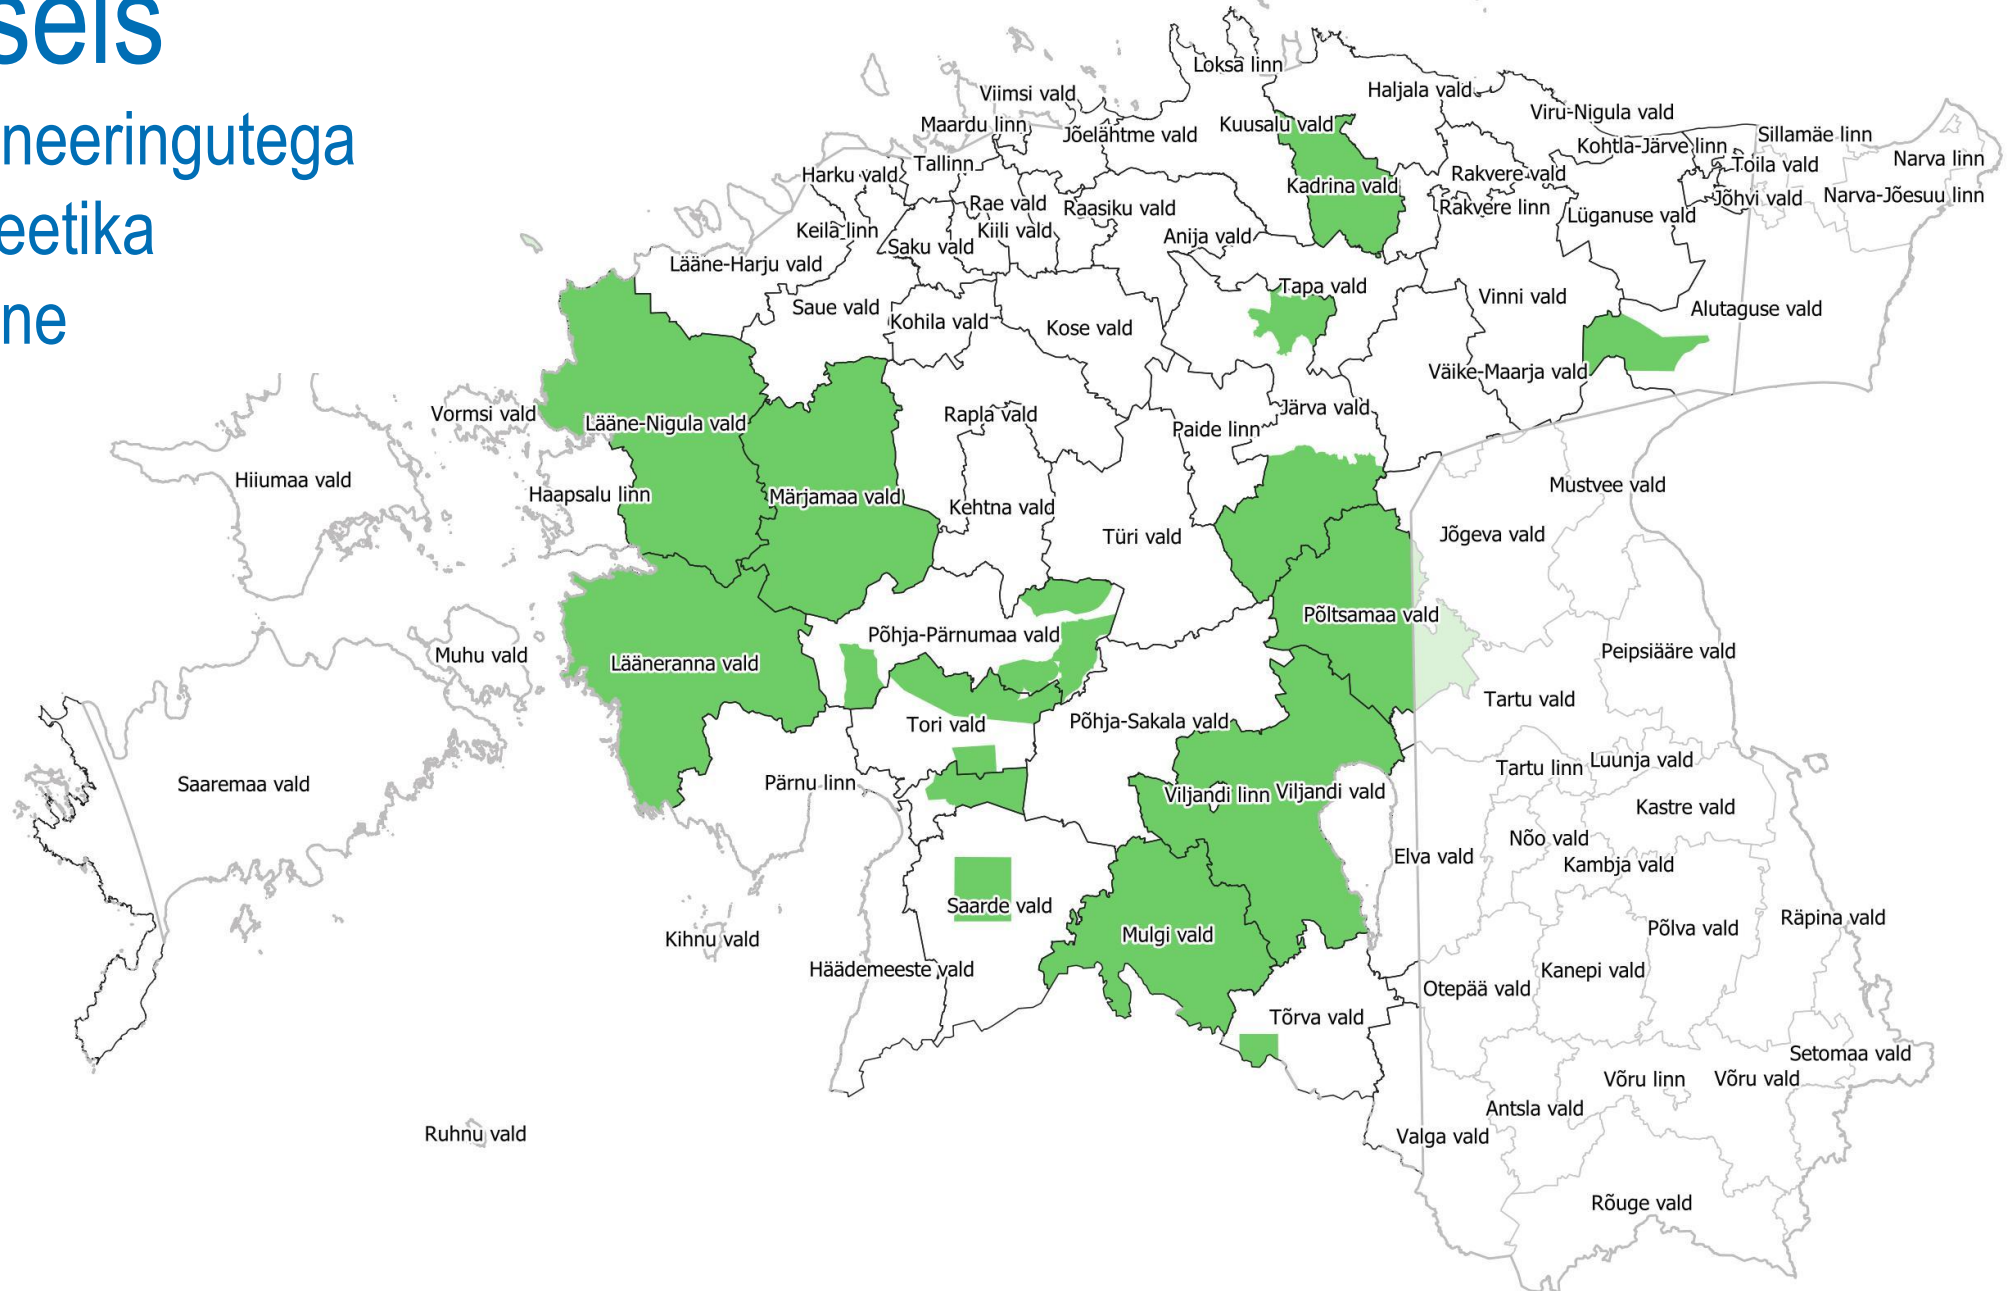 seis
neeringutega
eetika
ne
Loksa linn
Viimsi vald
Haljala vald
Viru-Nigula vald
Maardu linn
Jõelähtme vald
Kuusalu vald
Sillamäe linn
Kohtla-Järve linn
Narva linn
Tallinn
Toila vald
Harku vald
Rakvere vald
Kadrina vald
Narva-Jõesuu linn
Jõhvi vald
Rae vald
Raasiku vald
Rakvere linn
Lüganuse vald
Keila linn
Kiili vald
Saku vald
Anija vald
Lääne-Harju vald
Tapa vald
Vinni vald
Saue vald
Kohila vald
Kose vald
Alutaguse vald
Väike-Maarja vald
Vormsi vald
Lääne-Nigula vald
Rapla vald
Järva vald
Paide linn
Hiiumaa vald
Haapsalu linn
Märjamaa vald
Kehtna vald
Mustvee vald
Türi vald
Jõgeva vald
Põltsamaa vald
Põhja-Pärnumaa vald
Muhu vald
Lääneranna vald
Peipsiääre vald
Tartu vald
Tori vald
Põhja-Sakala vald
Saaremaa vald
Pärnu linn
Viljandi linn
Viljandi vald
Tartu linn
Luunja vald
Kastre vald
Nõo vald
Elva vald
Kambja vald
Saarde vald
Kihnu vald
Mulgi vald
Põlva vald
Räpina vald
Häädemeeste vald
Otepää vald
Kanepi vald
Tõrva vald
Setomaa vald
Võru linn
Võru vald
Antsla vald
Ruhnu vald
Valga vald
Rõuge vald